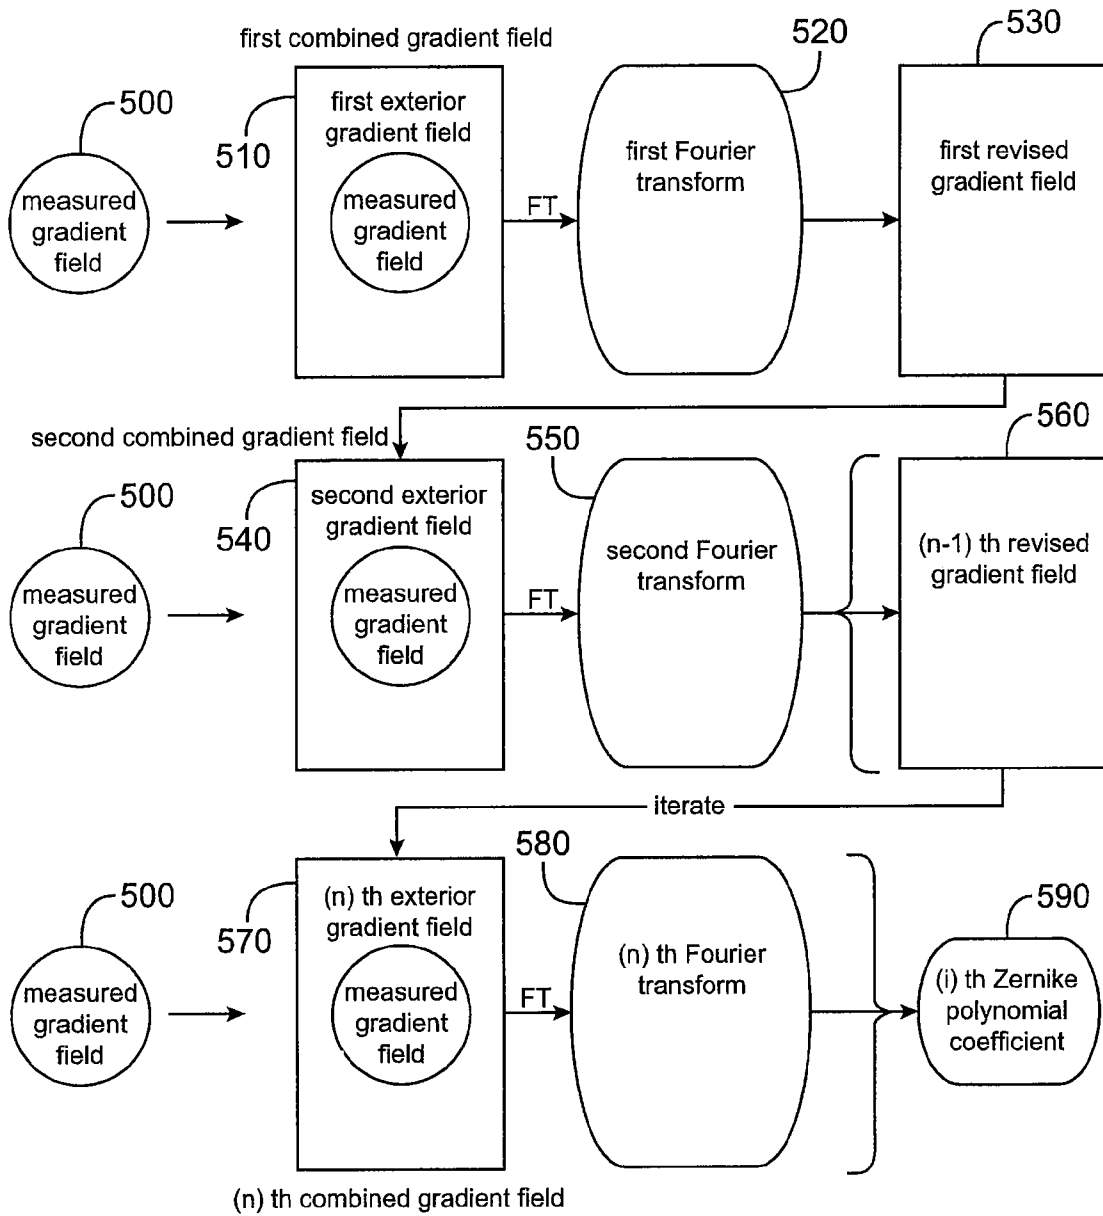 first combined gradient field
520
530
500
510
first exterior
gradient field
measured
gradient
field
measured
gradient
field
FT
first Fourier
transform
first revised
gradient field
second combined gradient field
550
560
500
540
second exterior
gradient field
measured
gradient
field
measured
gradient
field
FT
second Fourier
transform
(n-1) th revised
gradient field
iterate
580
500
570
590
(n) th exterior
gradient field
measured
gradient
field
measured
gradient
field
FT
(n) th Fourier
transform
(i) th Zernike
polynomial
coefficient
(n) th combined gradient field